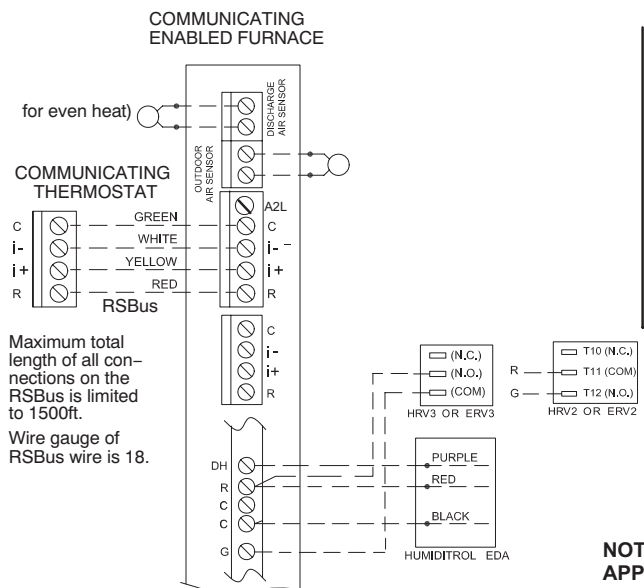 COMMUNICATING
ENABLED FURNACE
for even heat)
DISCHARGE
AIR SENSOR
OUTDOOR
AIR SENSOR
COMMUNICATING
THERMOSTAT
A2L
C GREEN C
i- WHITE i-
i+ YELLOW i+
R RED R
RSBus
C
i-
i+
R
Maximum total
length of all con-
nections on the
RSBus is limited
to 1500ft.
Wire gauge of
RSBus wire is 18.
(N.C.)
(N.O.)
(COM)
HRV3 OR ERV3
T10 (N.C.)
R T11 (COM)
G T12 (N.O.)
HRV2 OR ERV2
DH PURPLE
R RED
C
C BLACK
G
HUMIDITROL EDA
NOT
APP